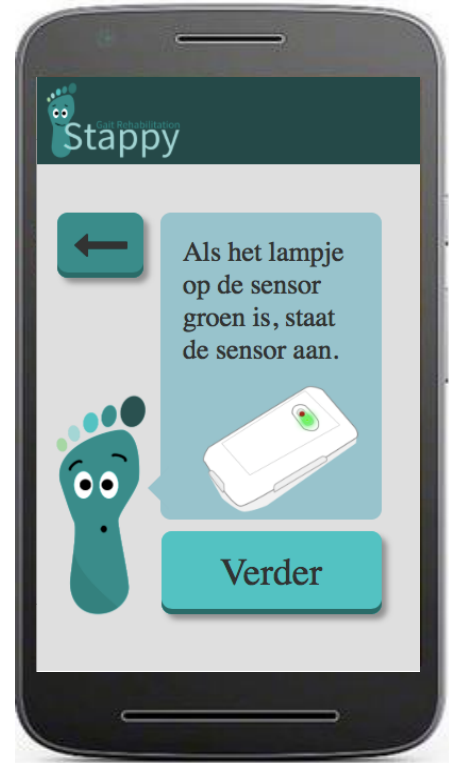 Gait Rehabilitation
Stappy
Als het lampje
op de sensor
groen is, staat
de sensor aan.
Verder